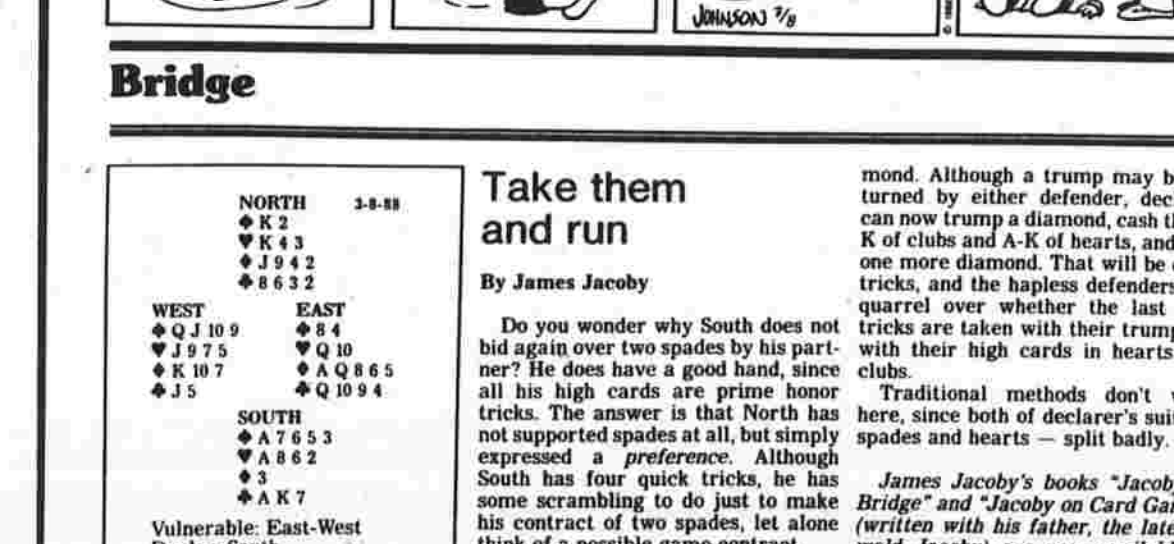 JOHNSON 3/8
Bridge
NORTH 3-8-88
♠ K 2
♥ K 4 3
♦ J 9 4 2
♣ 8 6 3 2
WEST EAST
♠ Q J 10 9 ♠ 8 4
♥ J 9 7 5 ♥ Q 10
♦ K 10 7 ♦ A Q 8 6 5
♣ J 5 ♣ Q 10 9 4
SOUTH
♠ A 7 6 5 3
♥ A 8 6 2
♦ 3
♣ A K 7
Vulnerable: East-West
Take them
and run
By James Jacoby
Do you wonder why South does not
bid again over two spades by his part-
ner? He does have a good hand, since
all his high cards are prime honor
tricks. The answer is that North has
not supported spades at all, but simply
expressed a preference. Although
South has four quick tricks, he has
some scrambling to do just to make
his contract of two spades, let alone
think of a possible game contract.
mond. Although a trump may b
turned by either defender, dec
can now trump a diamond, cash t
K of clubs and A-K of hearts, and
one more diamond. That will be
tricks, and the hapless defenders
quarrel over whether the last
tricks are taken with their trump
with their high cards in hearts
clubs.
Traditional methods don't
here, since both of declarer's sui
spades and hearts — split badly.
James Jacoby's books "Jacob
Bridge" and "Jacoby on Card Ga
(written with his father, the late